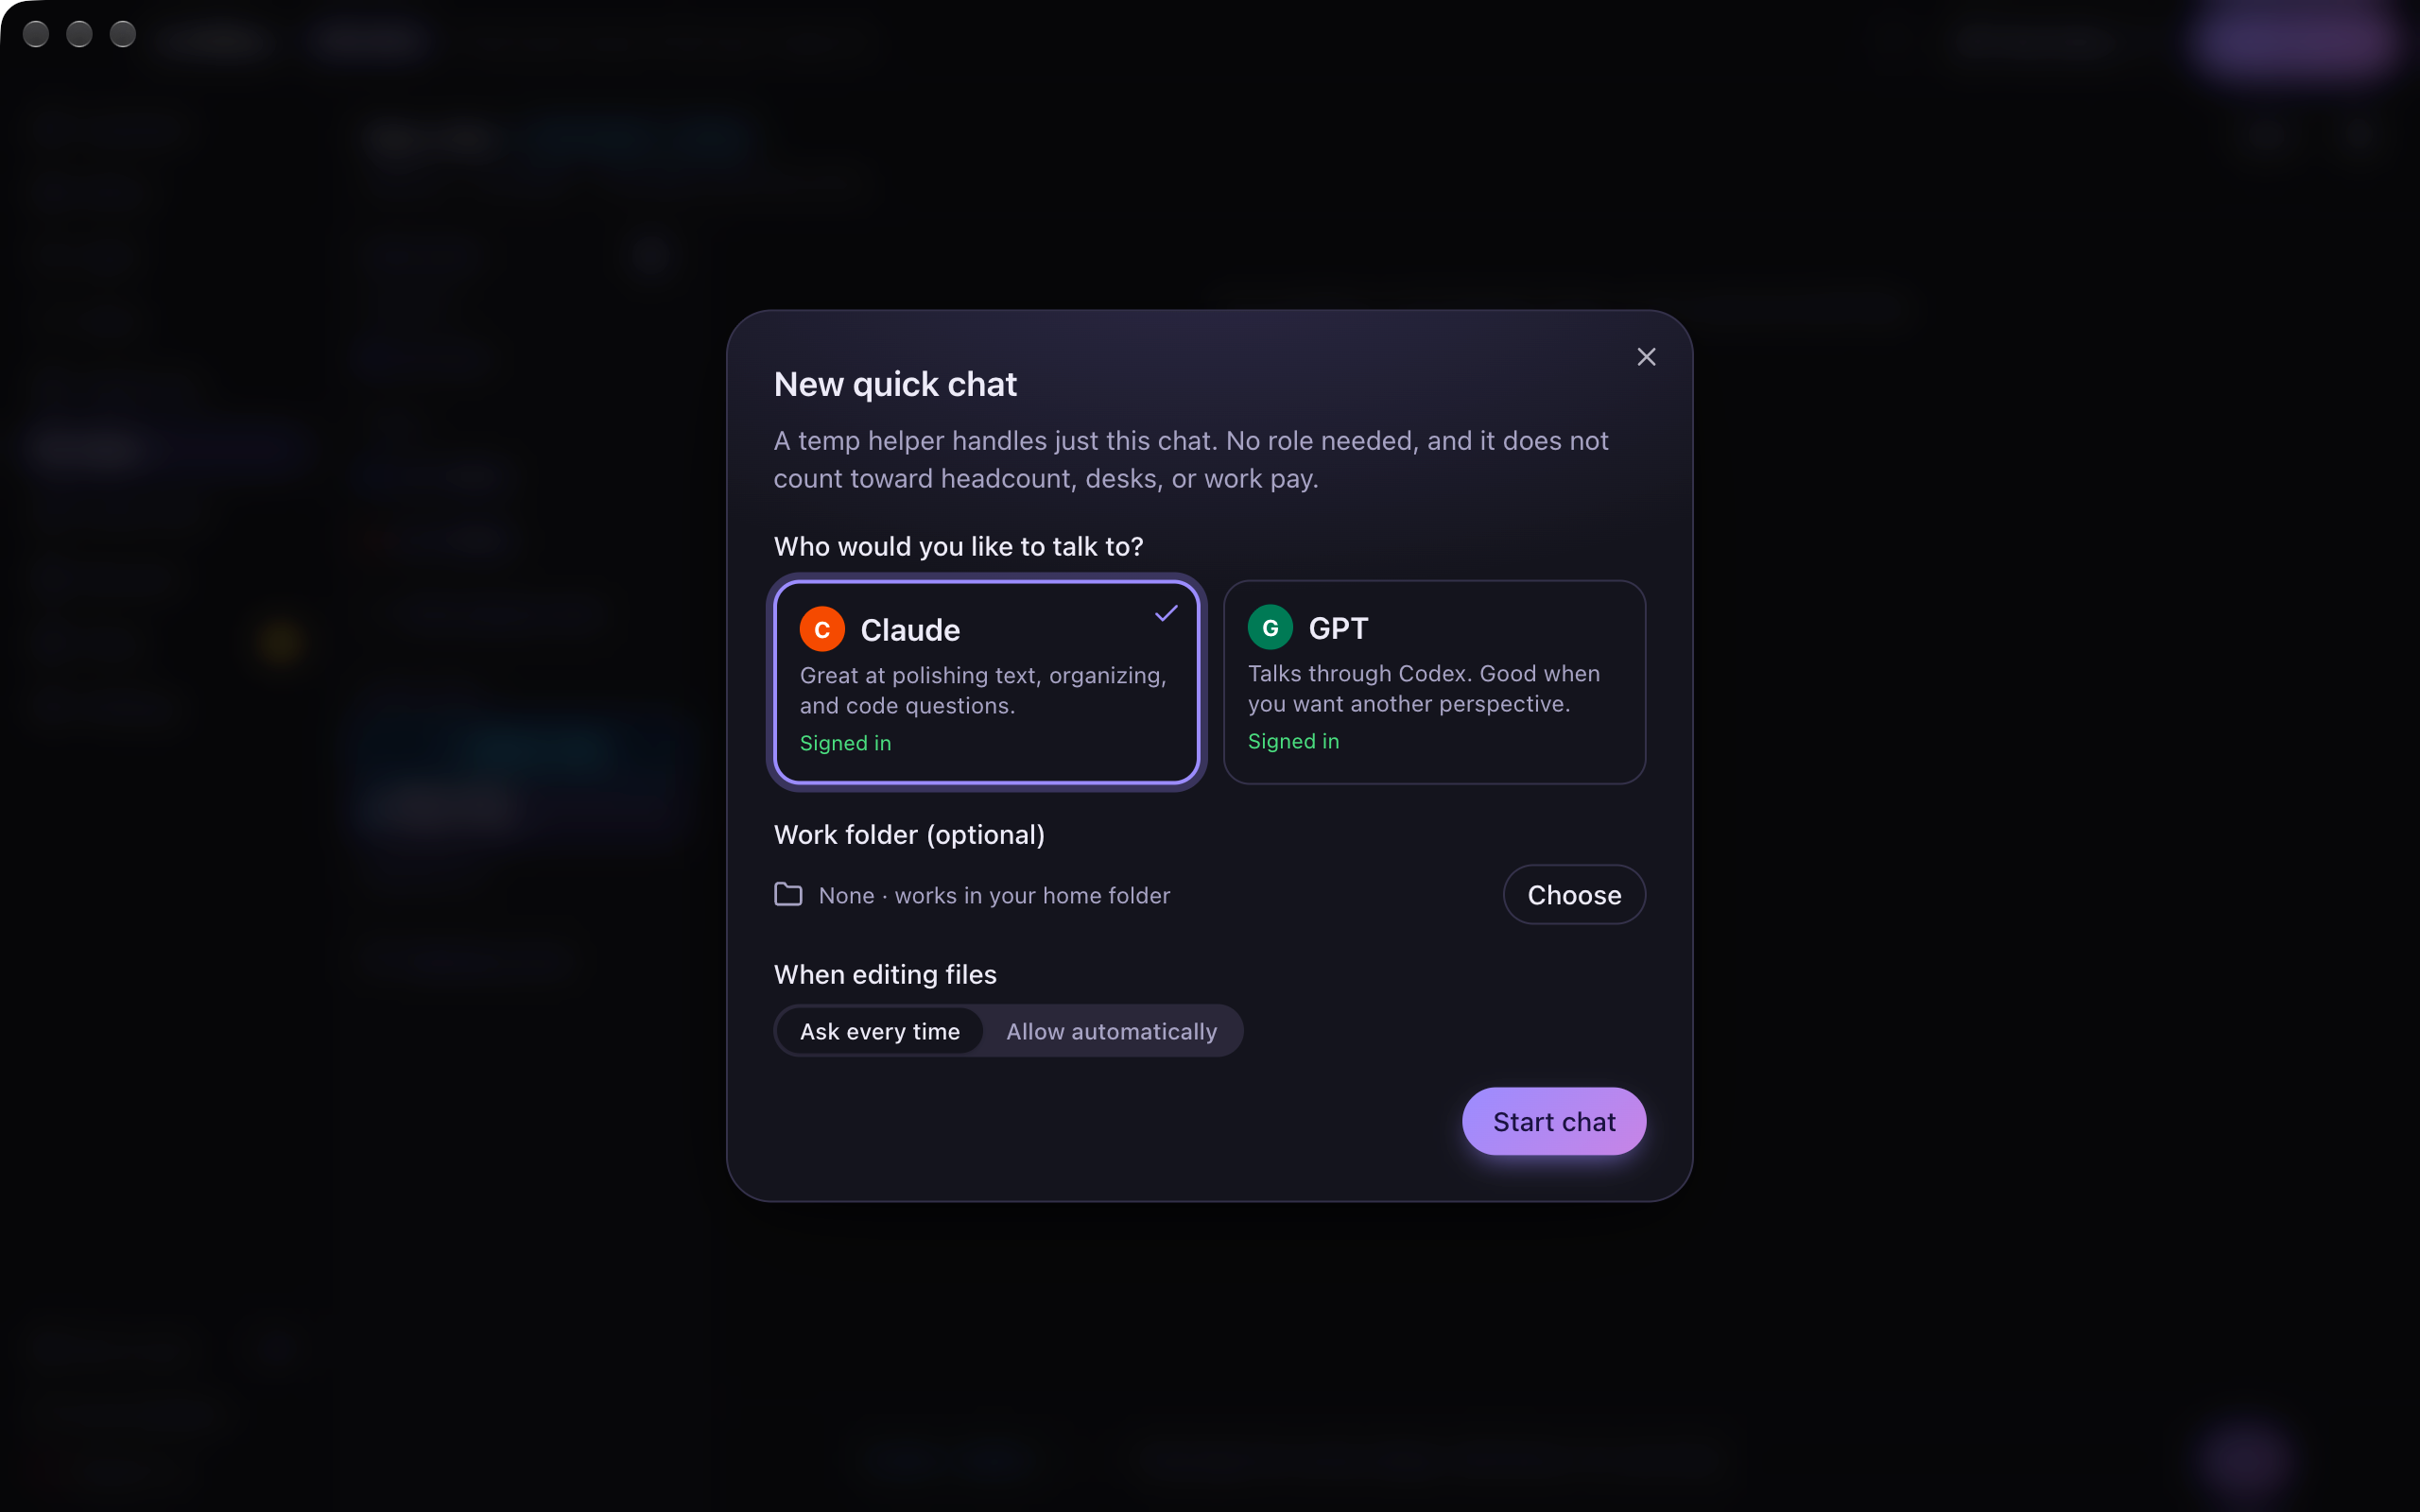 New quick chat
A temp helper handles just this chat. No role needed, and it does not
count toward headcount, desks, or work pay.
Who would you like to talk to?
C Claude
Great at polishing text, organizing,
and code questions.
Signed in
G GPT
Talks through Codex. Good when
you want another perspective.
Signed in
Work folder (optional)
None · works in your home folder
Choose
When editing files
Ask every time
Allow automatically
Start chat